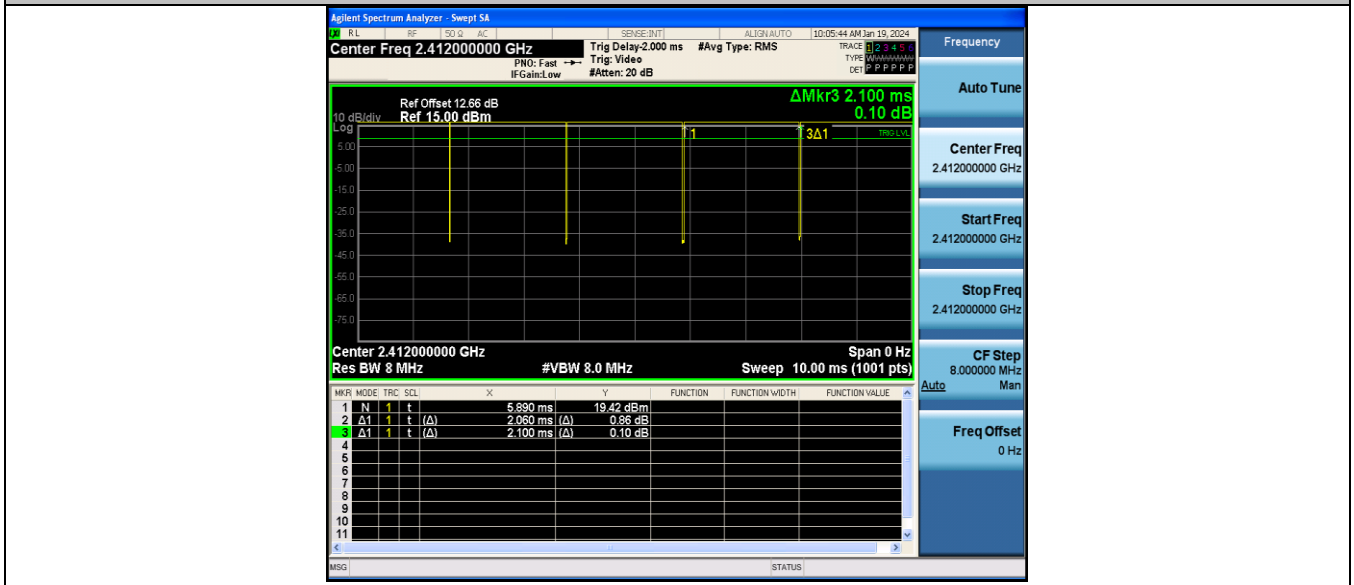 Agilent Spectrum Analyzer - Swept SA
LXI RL RF 50 Ω AC SENSE:INT ALIGNAUTO 10:05:44 AM Jan 19, 2024
Center Freq 2.412000000 GHz Trig Delay-2.000 ms #Avg Type: RMS TRACE 1 2 3 4 5 6
PNO: Fast Trig: Video TYPE
IFGain:Low #Atten: 20 dB DET P P P P P P
Frequency
ΔMkr3 2.100 ms
0.10 dB
Ref Offset 12.66 dB
10 dB/div Ref 15.00 dBm
Log
1
3Δ1
TRIG LVL
5.00
-5.00
-15.0
-25.0
-35.0
-45.0
-55.0
-65.0
-75.0
Center 2.412000000 GHz Span 0 Hz
Res BW 8 MHz #VBW 8.0 MHz Sweep 10.00 ms (1001 pts)
MKR MODE TRC SCL X Y FUNCTION FUNCTION WIDTH FUNCTION VALUE
1 N 1 t 5.890 ms 19.42 dBm
2 Δ1 1 t (Δ) 2.060 ms (Δ) 0.86 dB
3 Δ1 1 t (Δ) 2.100 ms (Δ) 0.10 dB
4
5
6
7
8
9
10
11
MSG STATUS
Auto Tune
Center Freq
2.412000000 GHz
Start Freq
2.412000000 GHz
Stop Freq
2.412000000 GHz
CF Step
8.000000 MHz
Auto Man
Freq Offset
0 Hz